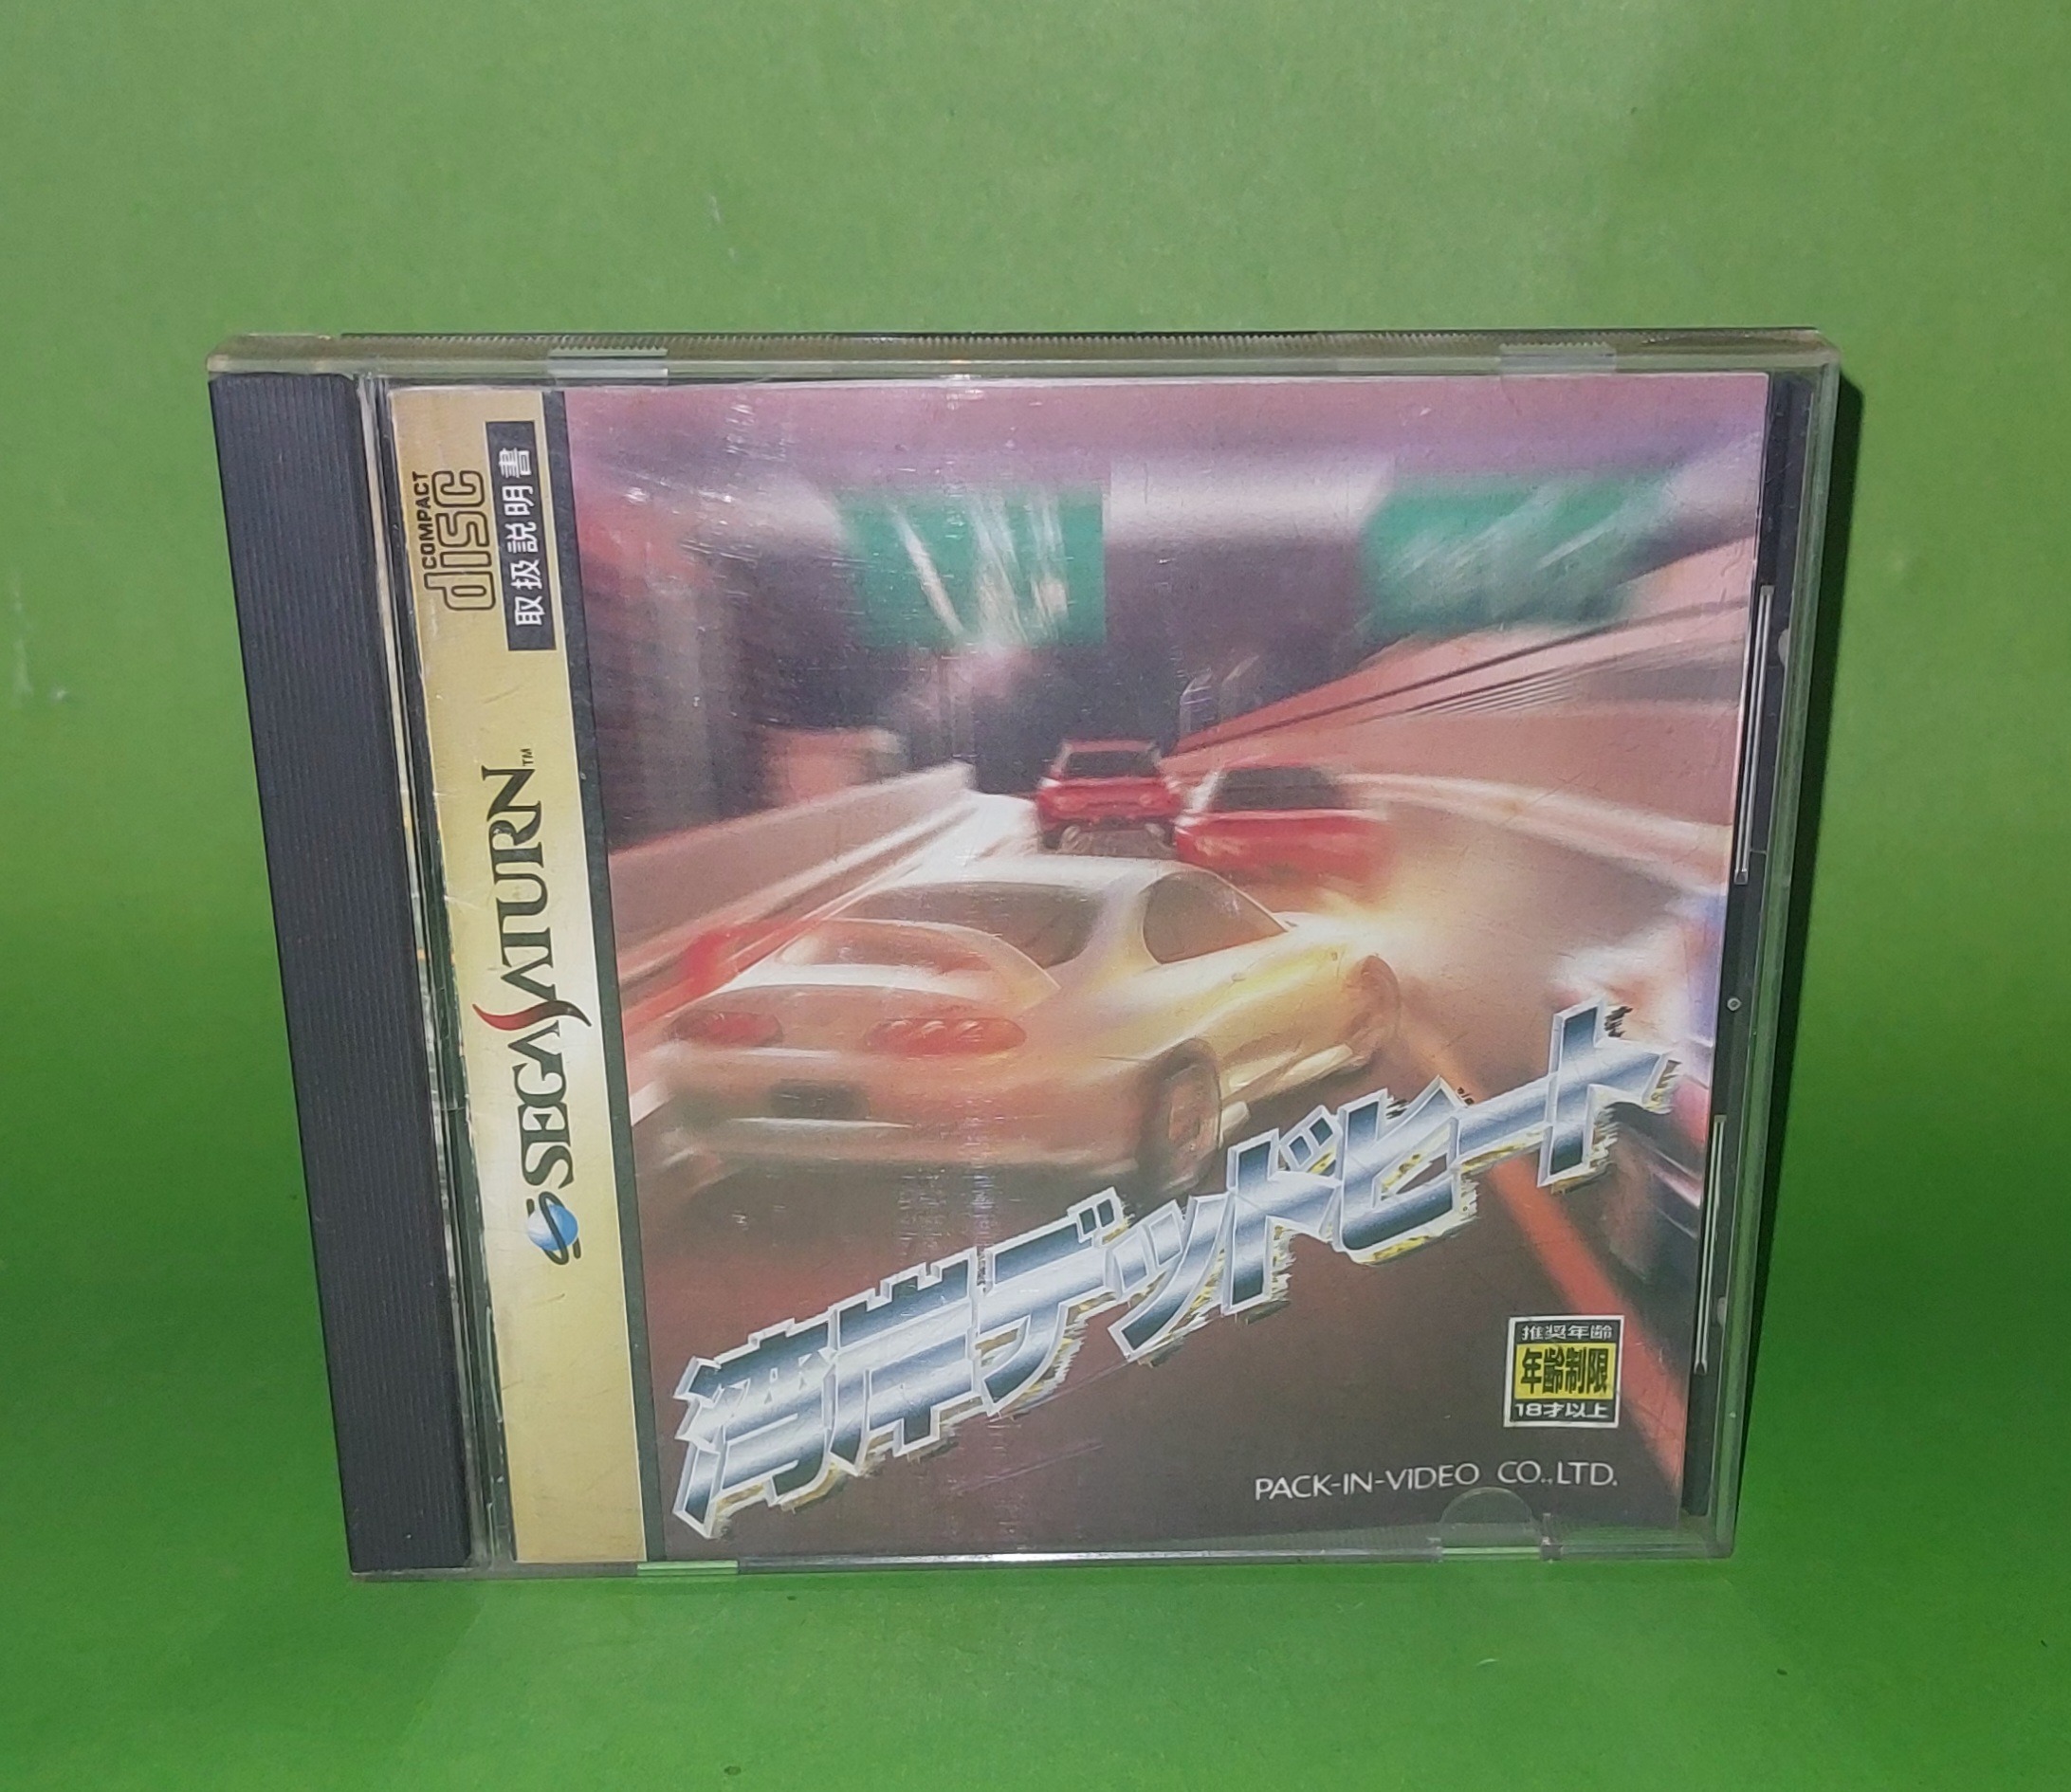 COMPACT
disc
取扱説明書
SEGA SATURN™
湾岸デッドヒート
推奨年齢
年齢制限
18才以上
PACK-IN-VIDEO CO.,LTD.